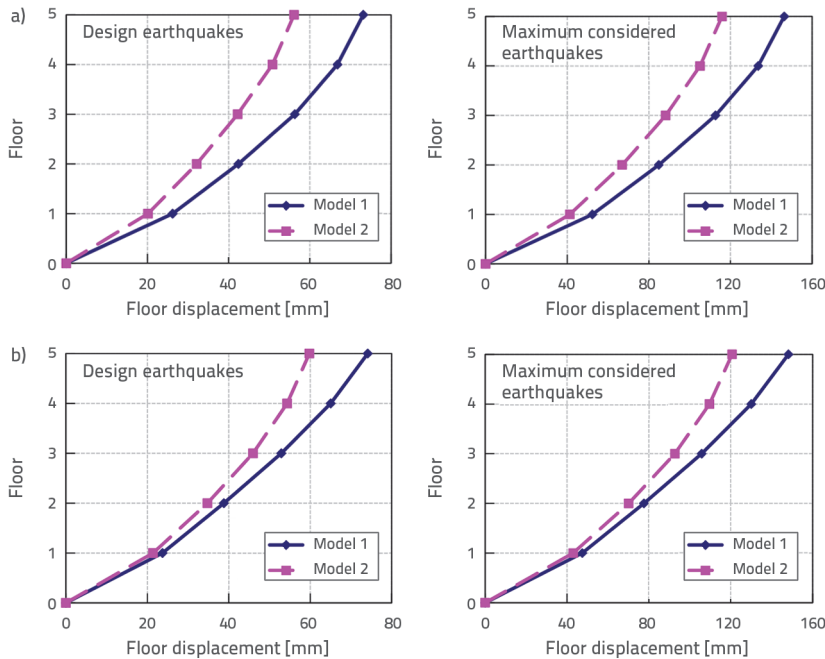 a)
Design earthquakes
Floor
5
4
3
2
1
0
Model 1
Model 2
0 20 40 60 80
Floor displacement [mm]
Maximum considered
earthquakes
Floor
5
4
3
2
1
0
Model 1
Model 2
0 40 80 120 160
Floor displacement [mm]
b)
Design earthquakes
Floor
5
4
3
2
1
0
Model 1
Model 2
0 20 40 60 80
Floor displacement [mm]
Maximum considered
earthquakes
Floor
5
4
3
2
1
0
Model 1
Model 2
0 40 80 120 160
Floor displacement [mm]